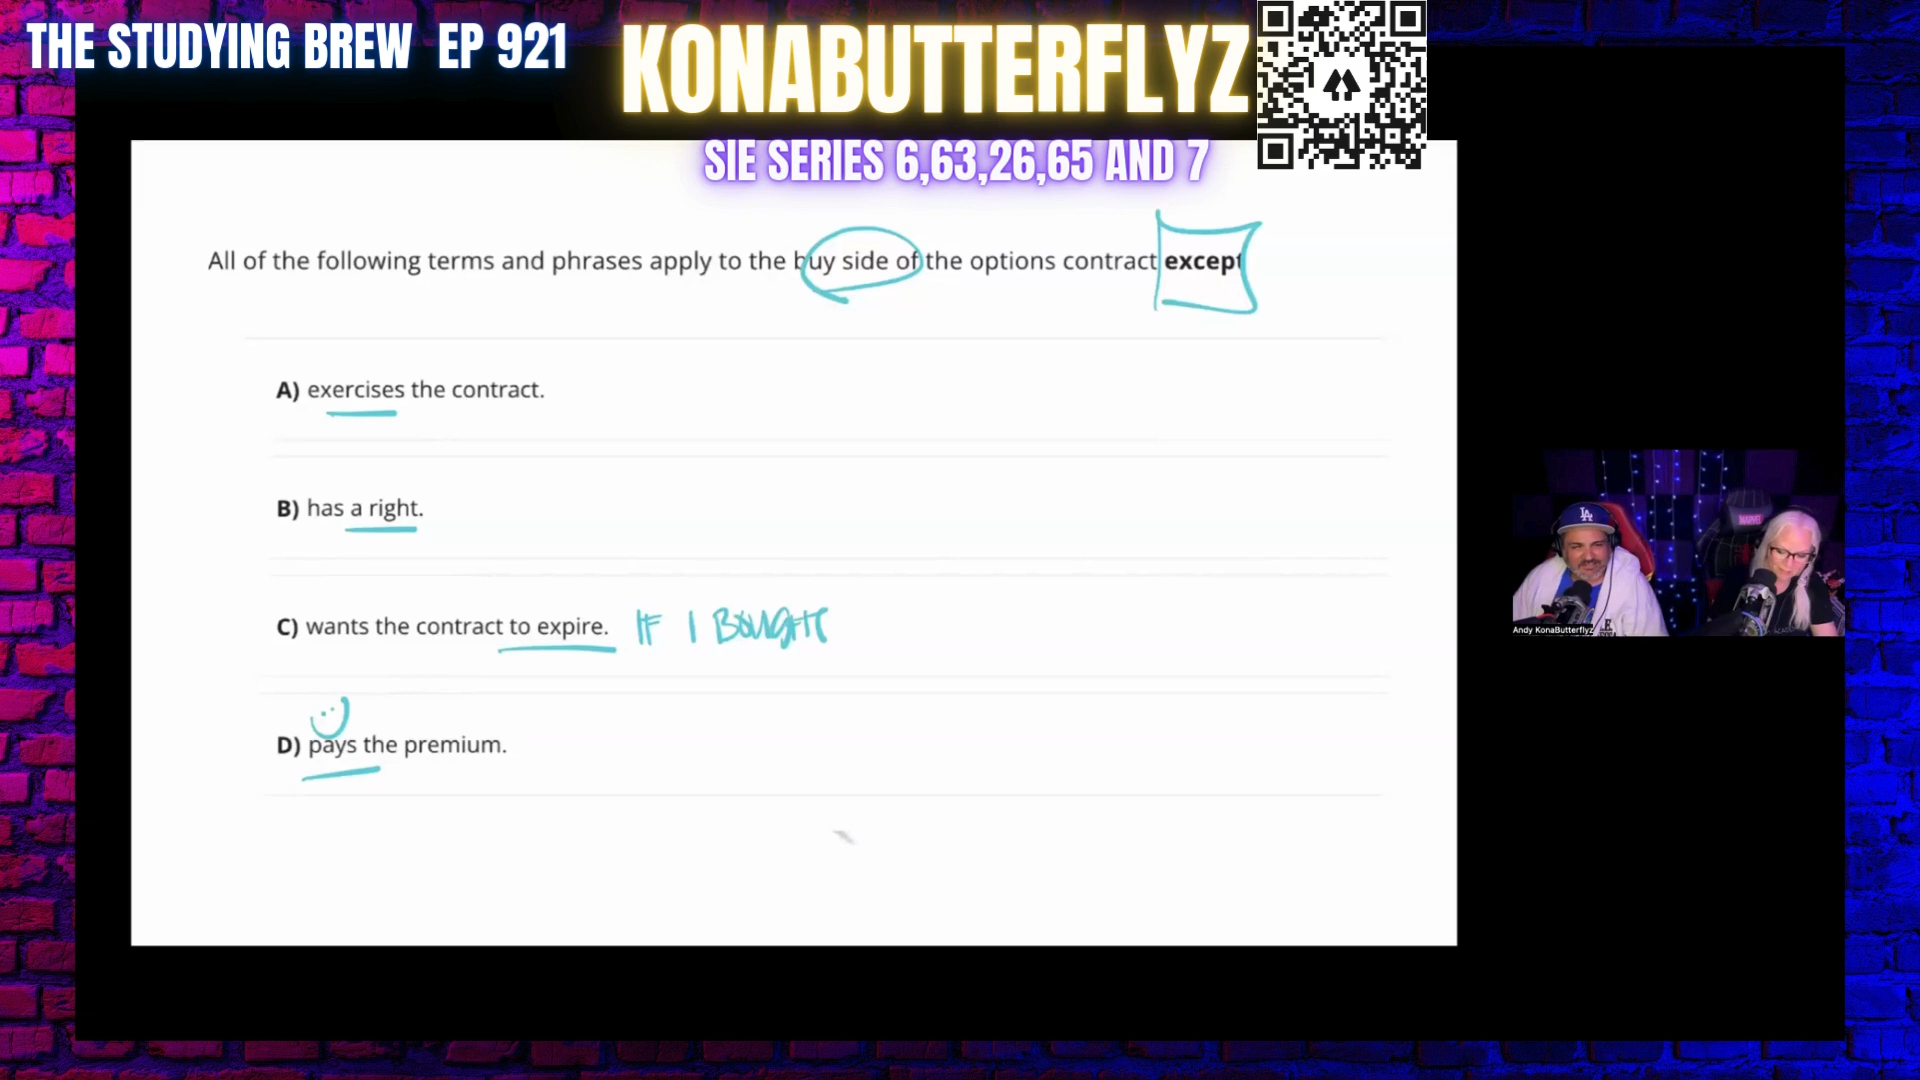 THE STUDYING BREW EP 921
KONABUTTERFLYZ
SIE SERIES 6,63,26,65 AND 7
All of the following terms and phrases apply to the buy side of the options contract except
A) exercises the contract.
B) has a right.
C) wants the contract to expire. IF I BOUGHT
D) pays the premium.
LA
MARVEL
Andy KonaButterflyz